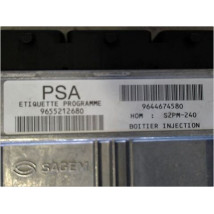 PSA
ETIQUETTE PROGRAMME
9655212680
9644674580
HOM : S2PM-240
BOITIER INJECTION
SAGEM